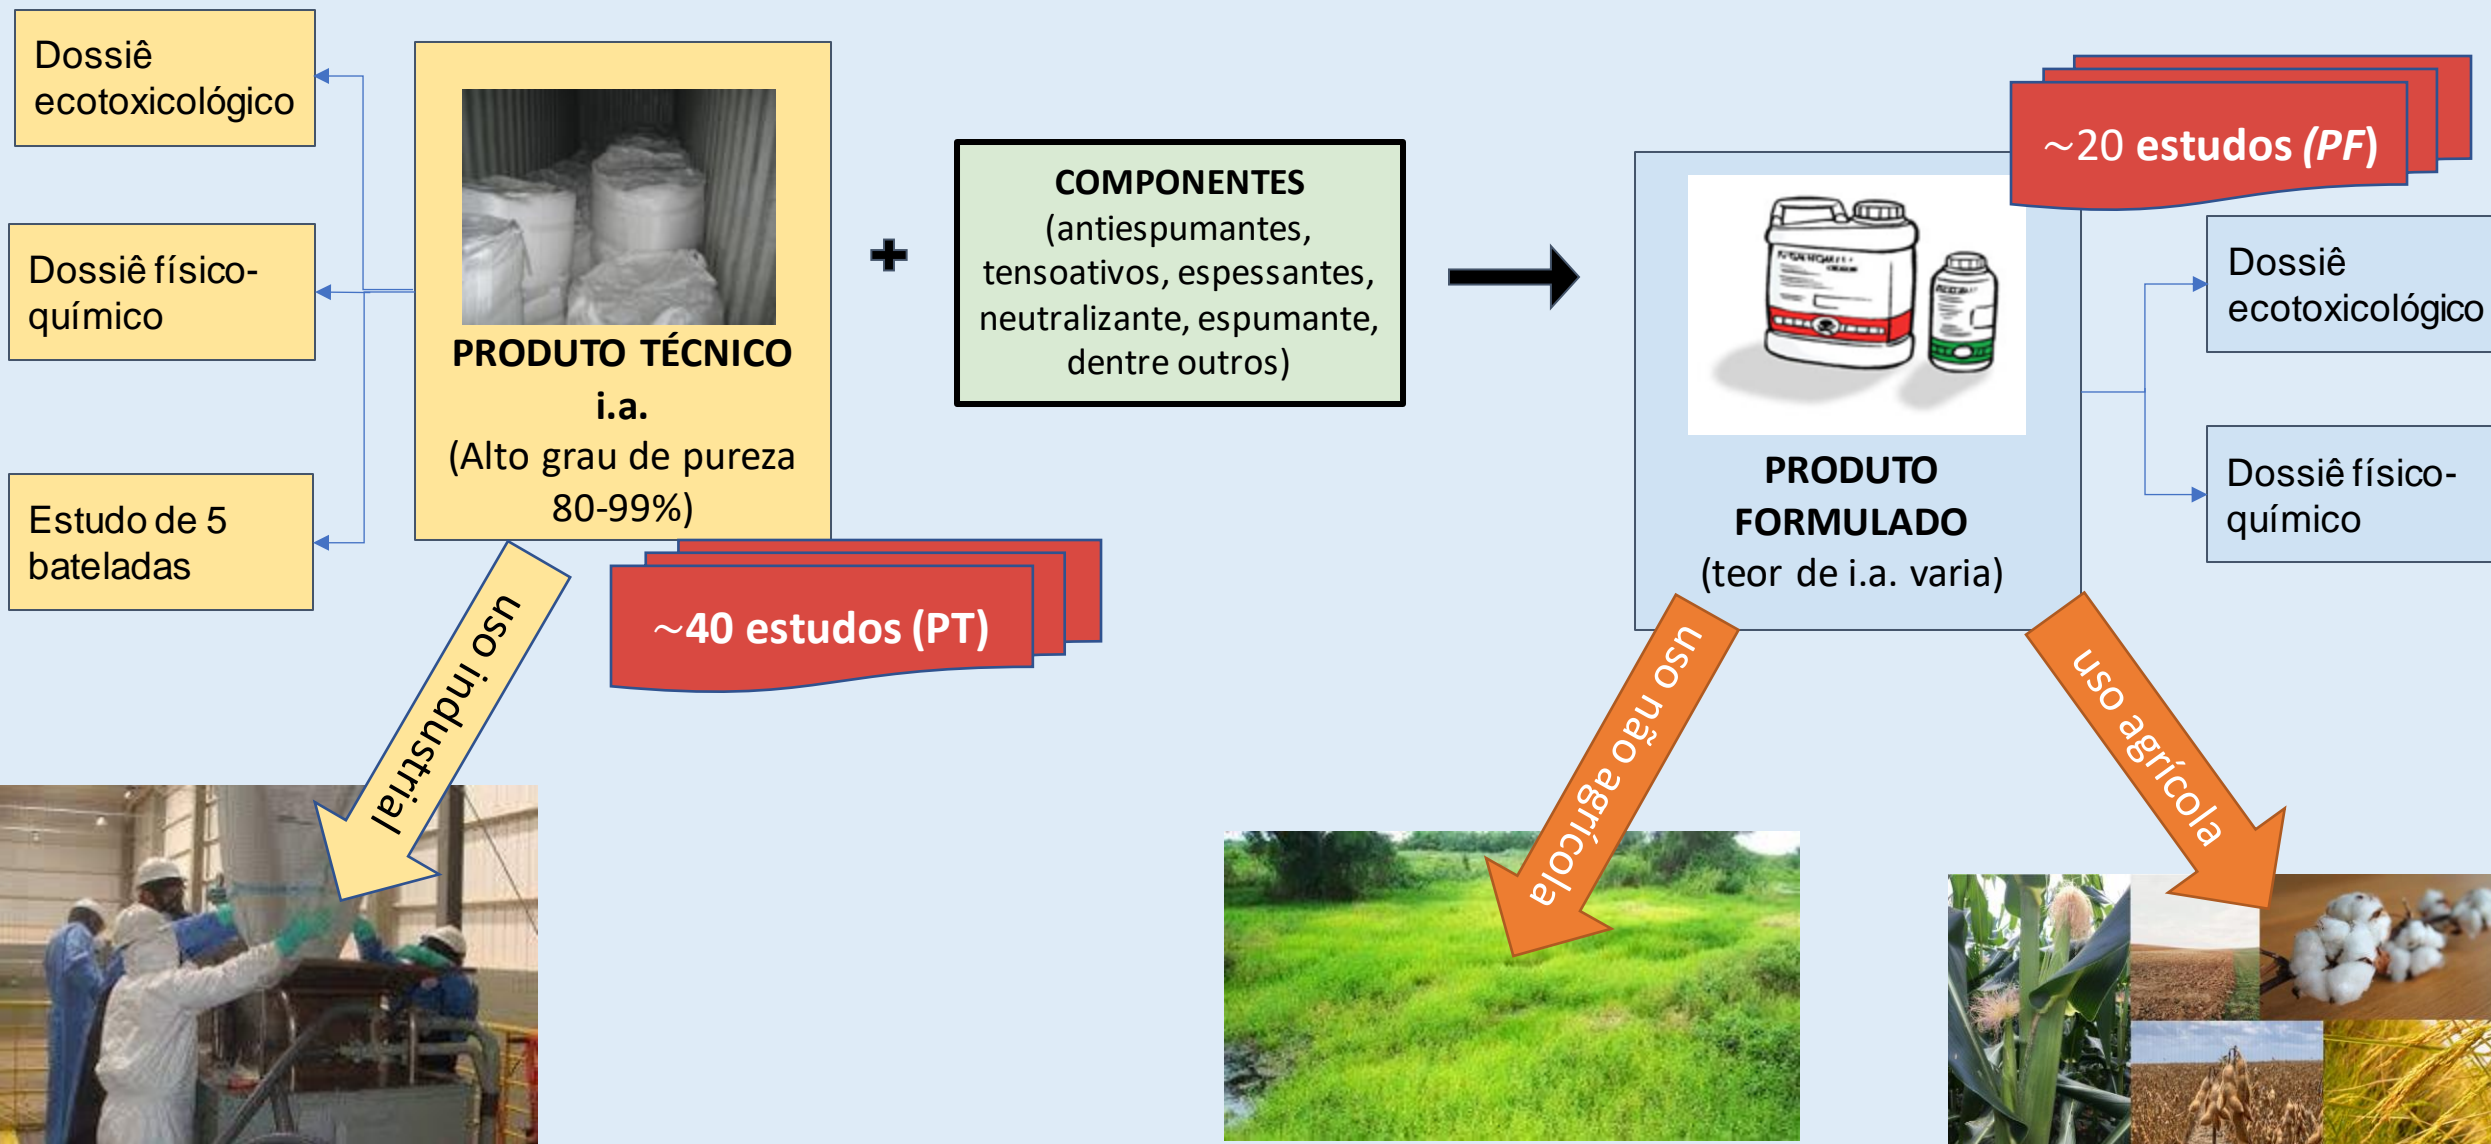 Dossiê
ecotoxicológico
Dossiê físico-
químico
Estudo de 5
bateladas
PRODUTO TÉCNICO
i.a.
(Alto grau de pureza
80-99%)
~40 estudos (PT)
uso industrial
COMPONENTES
(antiespumantes,
tensoativos, espessantes,
neutralizante, espumante,
dentre outros)
~20 estudos (PF)
PRODUTO
FORMULADO
(teor de i.a. varia)
Dossiê
ecotoxicológico
Dossiê físico-
químico
uso não agrícola
uso agrícola